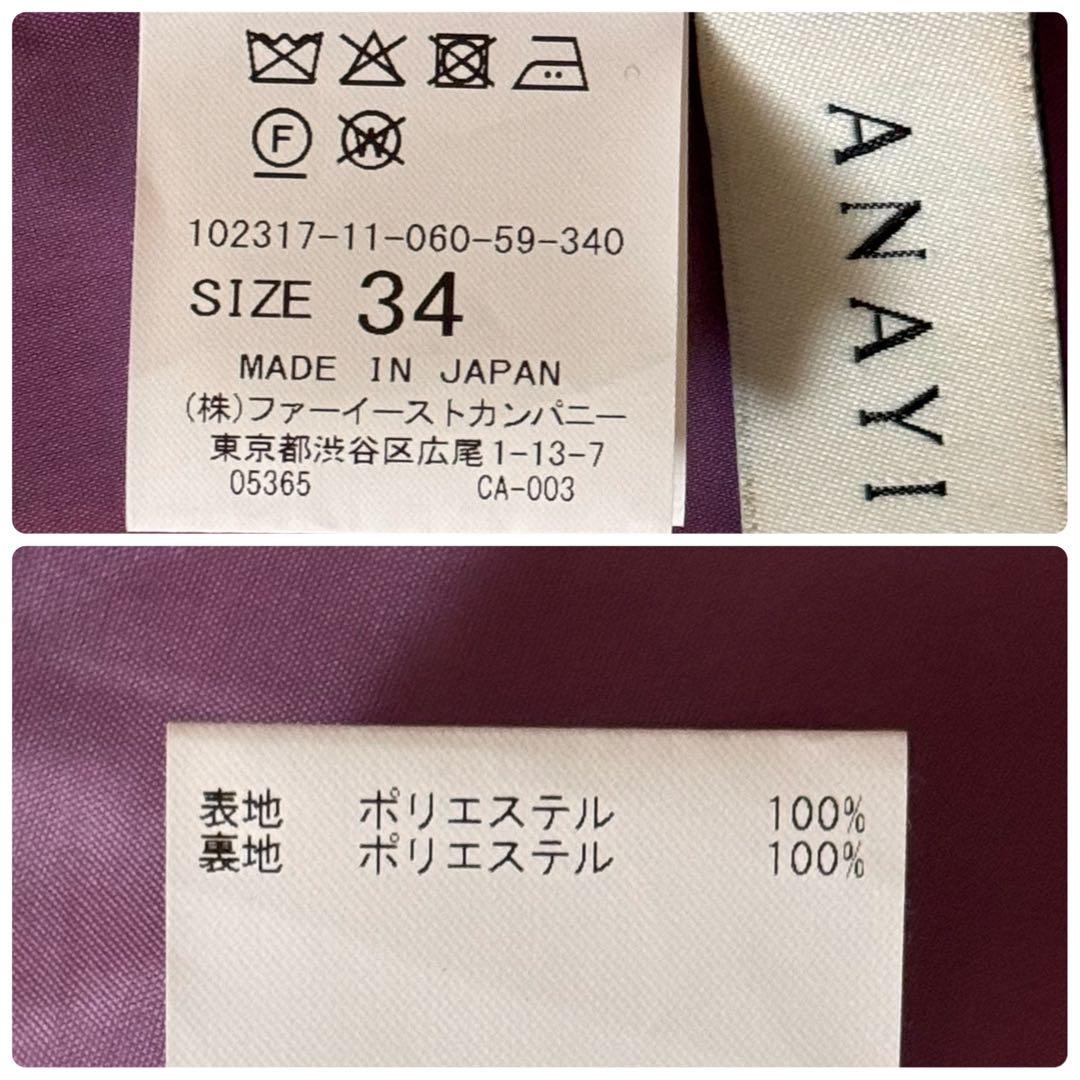 F
W
102317-11-060-59-340
SIZE 34
MADE IN JAPAN
(株)ファーイーストカンパニー
東京都渋谷区広尾1-13-7
05365 CA-003
ANAYI
表地 ポリエステル 100%
裏地 ポリエステル 100%